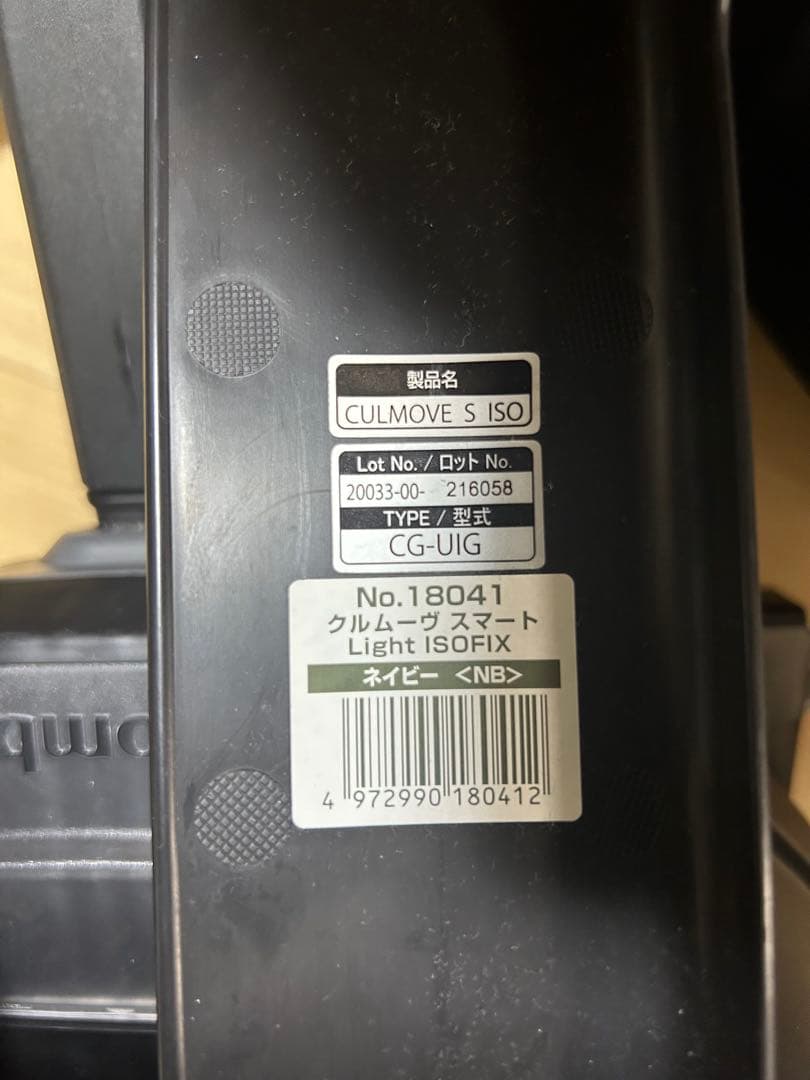 製品名
CULMOVE S ISO
Lot No. / ロット No.
20033-00- 216058
TYPE / 型式
CG-UIG
No.18041
クルムーヴ スマート
Light ISOFIX
ネイビー <NB>
4 972990 180412
omb